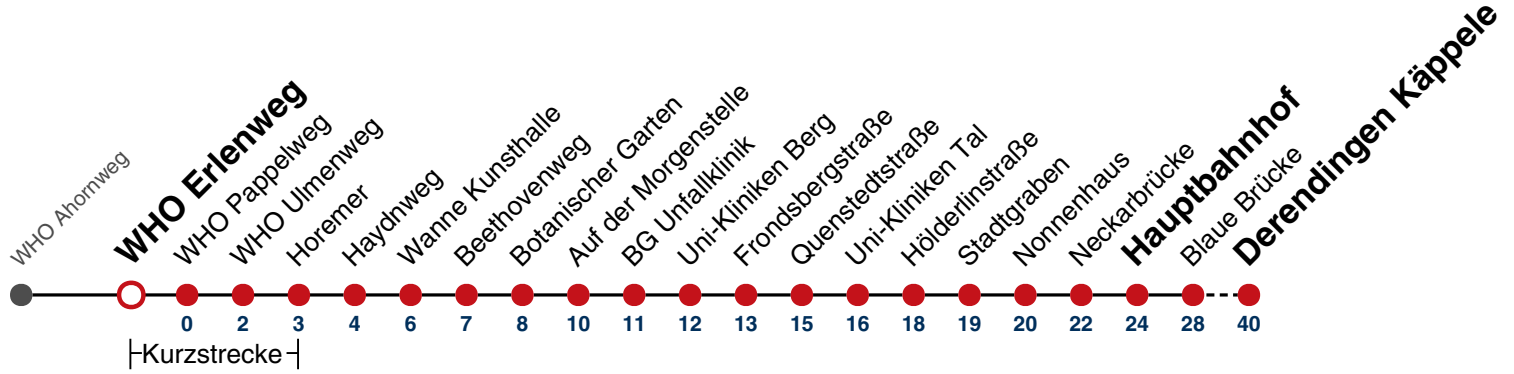 WHO Ahornweg
WHO Erlenweg
WHO Pappelweg
WHO Ulmenweg
Horemer
Haydnweg
Wanne Kunsthalle
Beethovenweg
Botanischer Garten
Auf der Morgenstelle
BG Unfallklinik
Uni-Kliniken Berg
Frondsbergstraße
Quenstedtstraße
Uni-Kliniken Tal
Hölderlinstraße
Stadtgraben
Nonnenhaus
Neckarbrücke
Hauptbahnhof
Blaue Brücke
Derendingen Käppele
0 2 3 4 6 7 8 10 11 12 13 15 16 18 19 20 22 24 28 40
Kurzstrecke